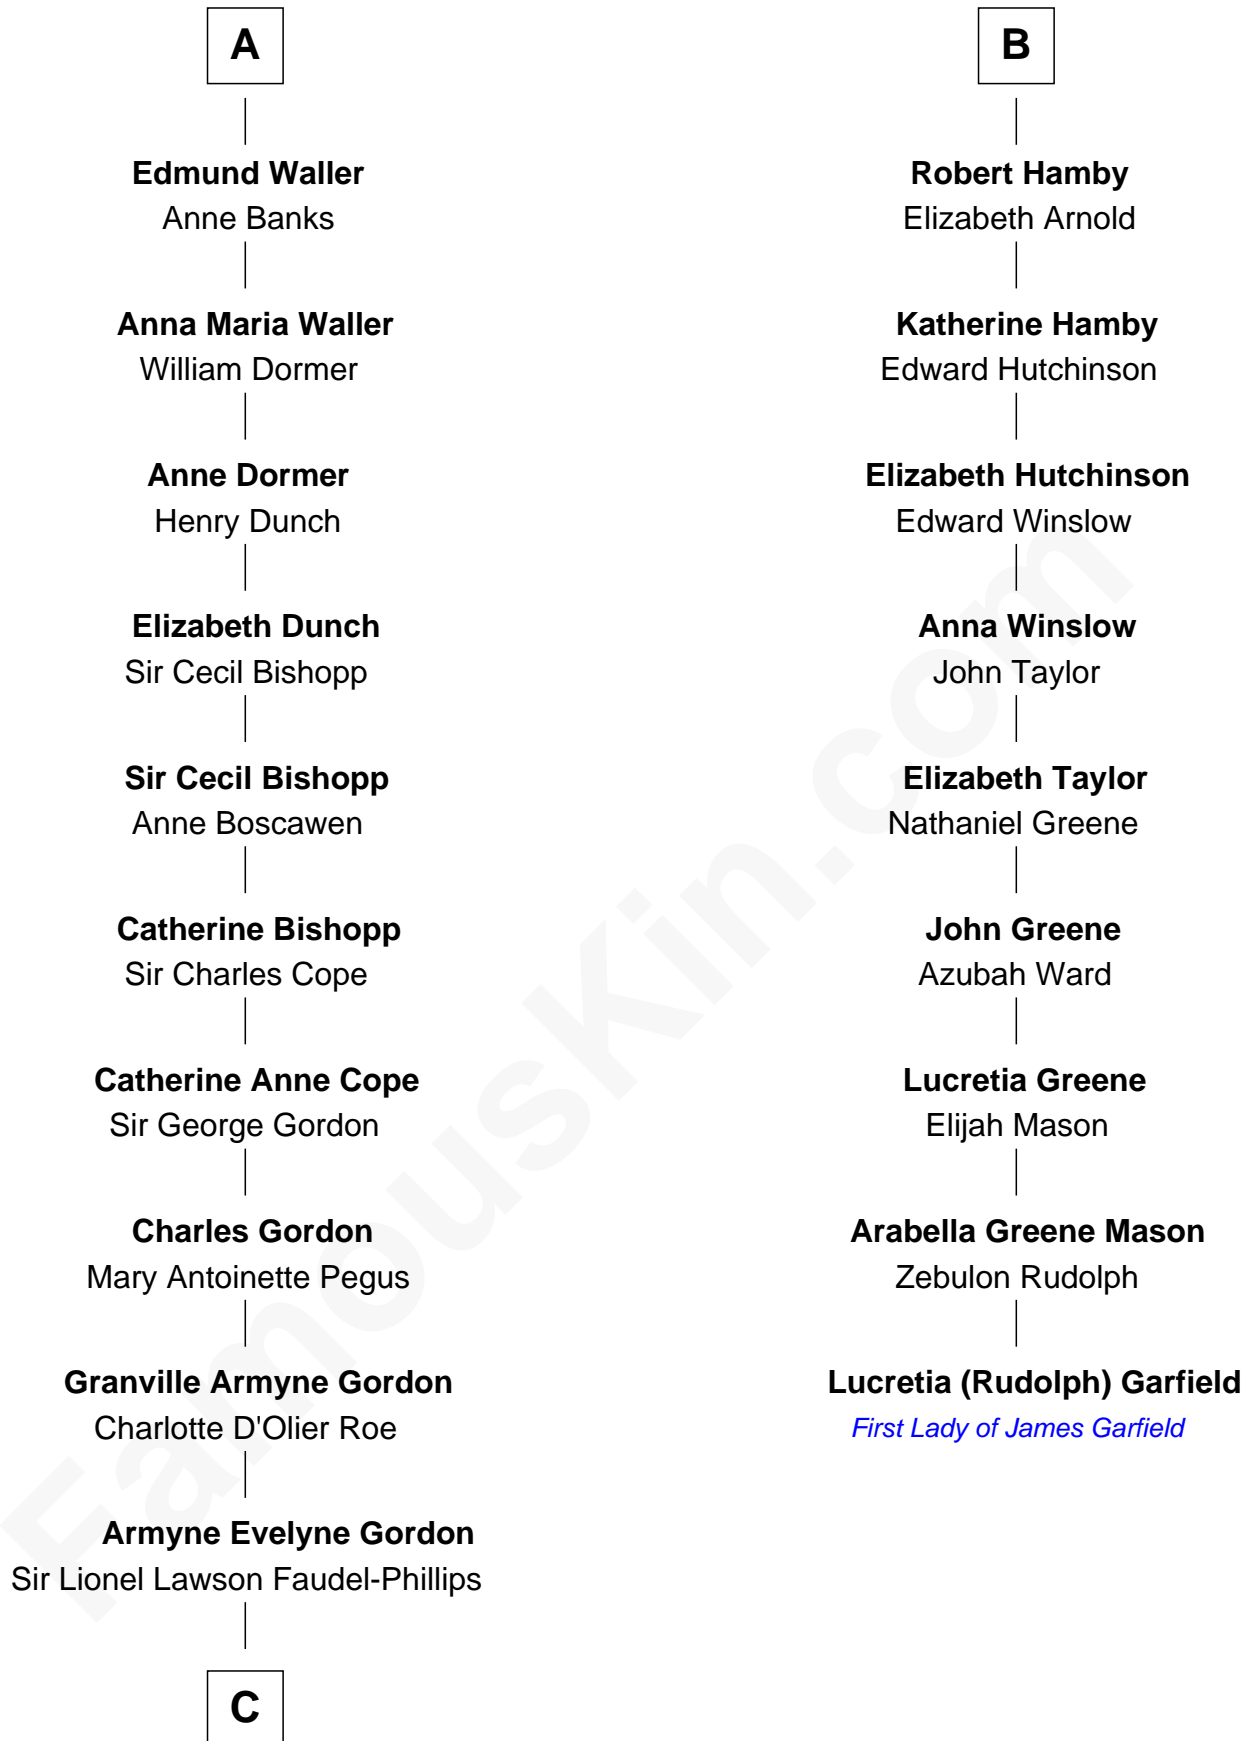 A
Edmund Waller
Anne Banks
Anna Maria Waller
William Dormer
Anne Dormer
Henry Dunch
Elizabeth Dunch
Sir Cecil Bishopp
Sir Cecil Bishopp
Anne Boscawen
Catherine Bishopp
Sir Charles Cope
Catherine Anne Cope
Sir George Gordon
Charles Gordon
Mary Antoinette Pegus
Granville Armyne Gordon
Charlotte D'Olier Roe
Armyne Evelyne Gordon
Sir Lionel Lawson Faudel-Phillips
C
B
Robert Hamby
Elizabeth Arnold
Katherine Hamby
Edward Hutchinson
Elizabeth Hutchinson
Edward Winslow
Anna Winslow
John Taylor
Elizabeth Taylor
Nathaniel Greene
John Greene
Azubah Ward
Lucretia Greene
Elijah Mason
Arabella Greene Mason
Zebulon Rudolph
Lucretia (Rudolph) Garfield
First Lady of James Garfield
FamousKin.com